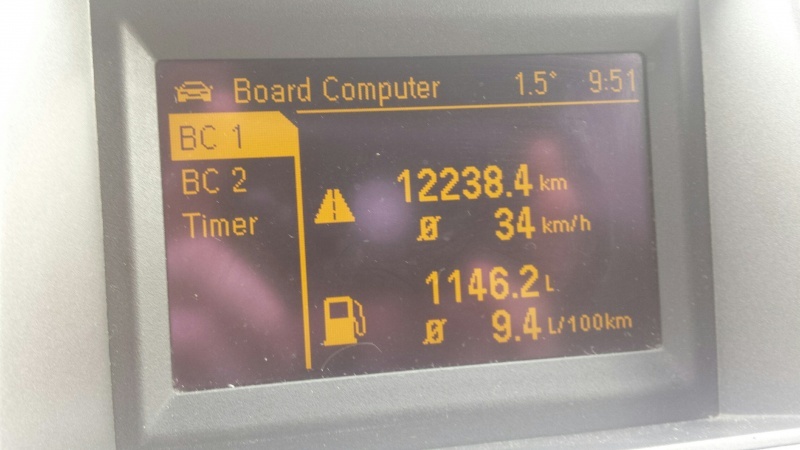 Board Computer 1.5° 9:51
BC 1
BC 2
Timer
12238.4 km
Ø 34 km/h
1146.2 L
Ø 9.4 L/100km